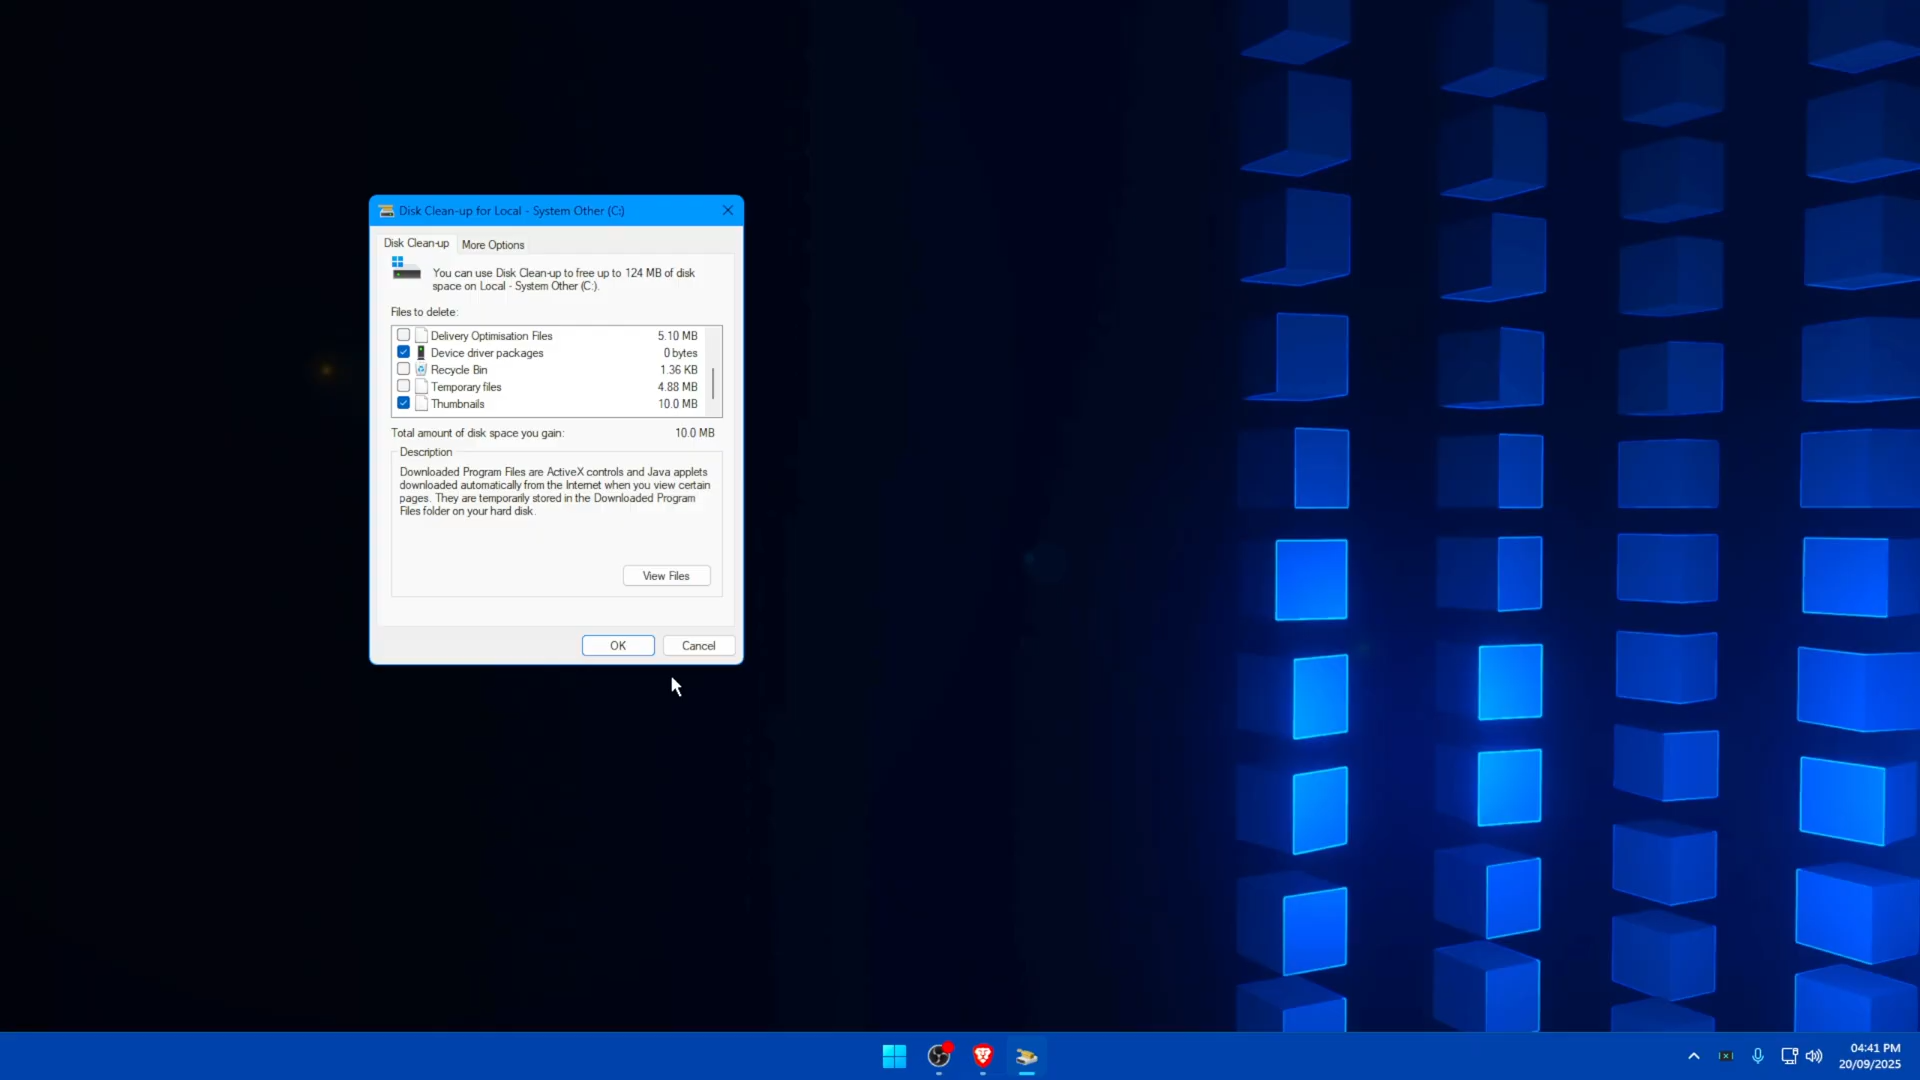 Disk Clean-up for Local - System Other (C:)
Disk Clean-up
More Options
You can use Disk Clean-up to free up to 124 MB of disk
space on Local - System Other (C:).
Files to delete:
Delivery Optimisation Files 5.10 MB
Device driver packages 0 bytes
Recycle Bin 1.36 KB
Temporary files 4.88 MB
Thumbnails 10.0 MB
Total amount of disk space you gain: 10.0 MB
Description
Downloaded Program Files are ActiveX controls and Java applets
downloaded automatically from the Internet when you view certain
pages. They are temporarily stored in the Downloaded Program
Files folder on your hard disk.
View Files
OK
Cancel
04:41 PM
20/09/2025